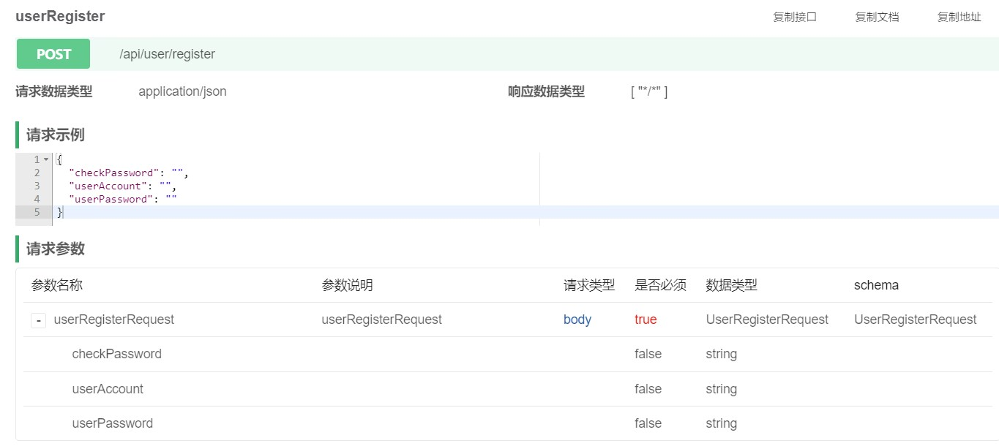 userRegister 复制接口 复制文档 复制地址
POST /api/user/register
请求数据类型 application/json 响应数据类型 [ "*/*" ]
请求示例
1 {
2 "checkPassword": "",
3 "userAccount": "",
4 "userPassword": ""
5 }
请求参数
参数名称 参数说明 请求类型 是否必须 数据类型 schema
- userRegisterRequest userRegisterRequest body true UserRegisterRequest UserRegisterRequest
checkPassword false string
userAccount false string
userPassword false string